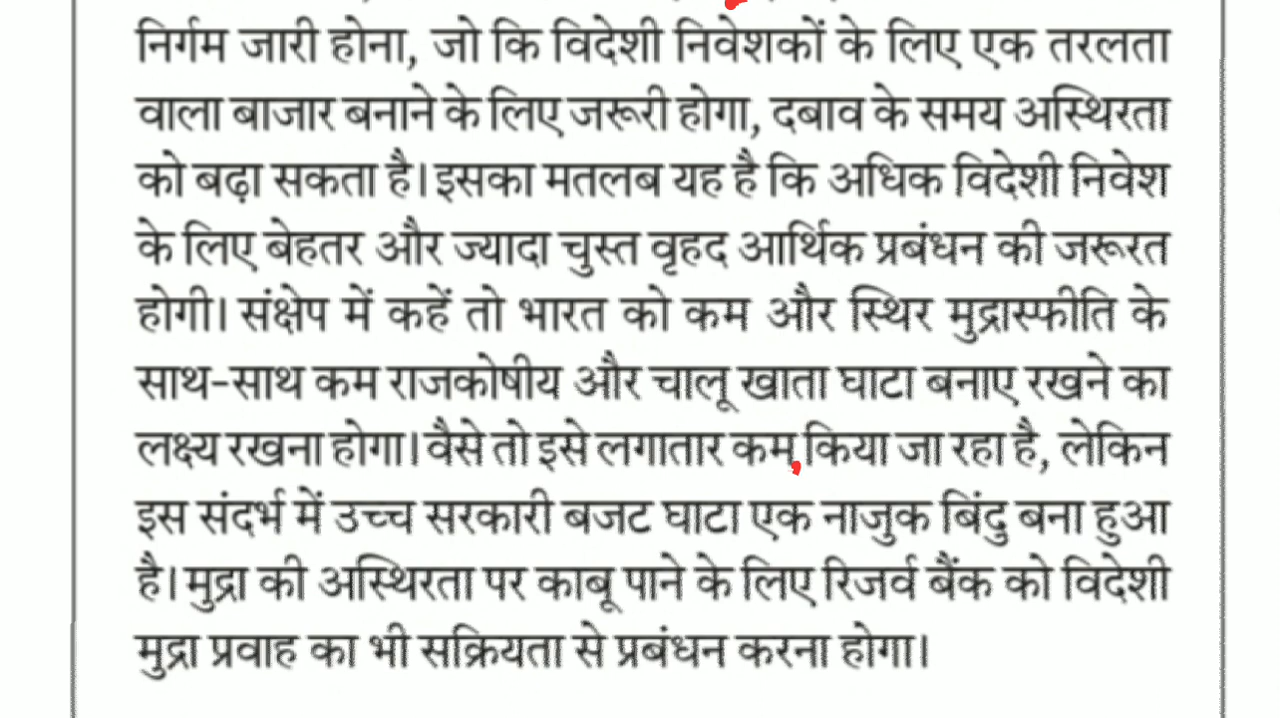 निर्गम जारी होना, जो कि विदेशी निवेशकों के लिए एक तरलता
वाला बाजार बनाने के लिए जरूरी होगा, दबाव के समय अस्थिरता
को बढ़ा सकता है। इसका मतलब यह है कि अधिक विदेशी निवेश
के लिए बेहतर और ज्यादा चुस्त वृहद आर्थिक प्रबंधन की जरूरत
होगी। संक्षेप में कहें तो भारत को कम और स्थिर मुद्रास्फीति के
साथ-साथ कम राजकोषीय और चालू खाता घाटा बनाए रखने का
लक्ष्य रखना होगा। वैसे तो इसे लगातार कम किया जा रहा है, लेकिन
इस संदर्भ में उच्च सरकारी बजट घाटा एक नाजुक बिंदु बना हुआ
है। मुद्रा की अस्थिरता पर काबू पाने के लिए रिजर्व बैंक को विदेशी
मुद्रा प्रवाह का भी सक्रियता से प्रबंधन करना होगा।